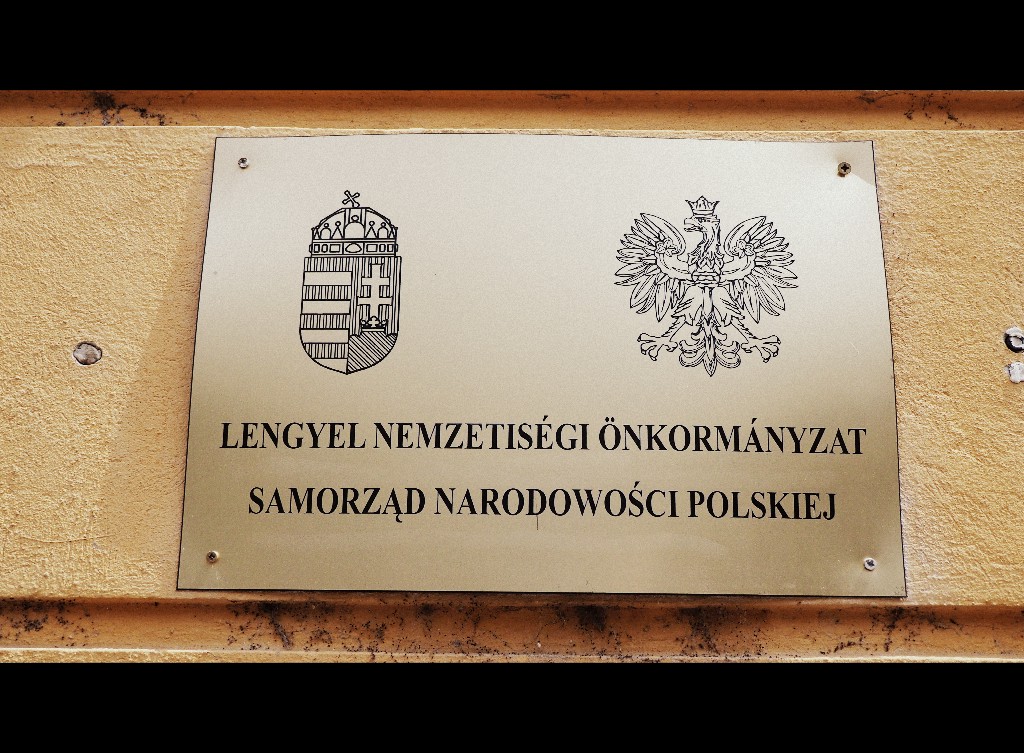 LENGYEL NEMZETISÉGI ÖNKORMÁNYZAT
SAMORZĄD NARODOWOŚCI POLSKIEJ